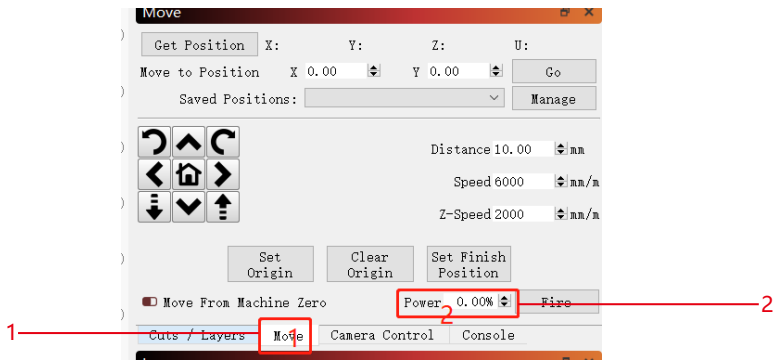 Move
Get Position X: Y: Z: U:
Move to Position X 0.00 Y 0.00 Go
Saved Positions: Manage
Distance 10.00 mm
Speed 6000 mm/m
Z-Speed 2000 mm/m
Set Origin Clear Origin Set Finish Position
Move From Machine Zero Power 0.00% Fire
2 2
1 Cuts / Layers Move 1 Camera Control Console